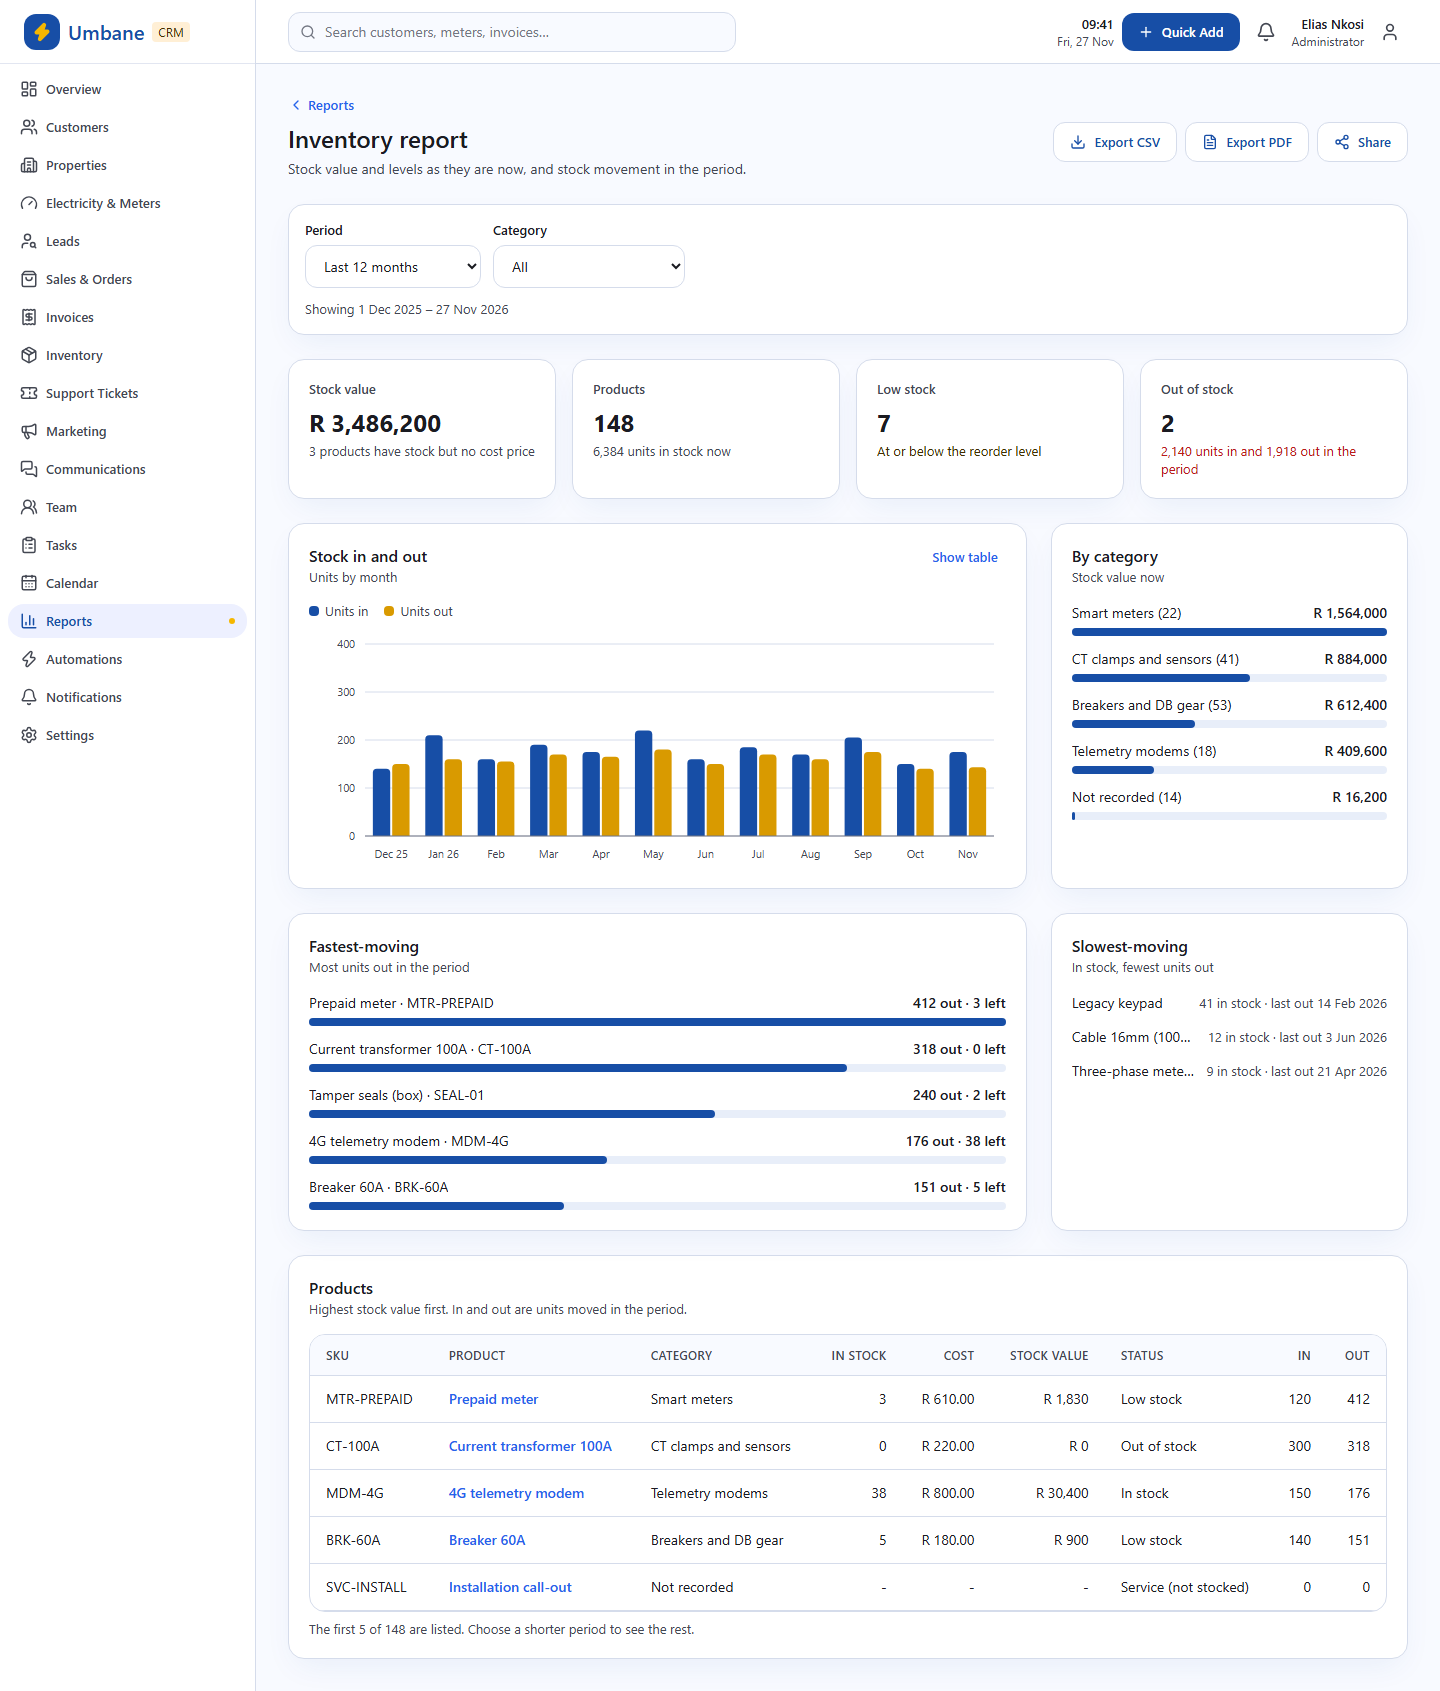 Umbane CRM
Search customers, meters, invoices...
09:41
Fri, 27 Nov
Quick Add
Elias Nkosi
Administrator
Overview
Customers
Properties
Electricity & Meters
Leads
Sales & Orders
Invoices
Inventory
Support Tickets
Marketing
Communications
Team
Tasks
Calendar
Reports
Automations
Notifications
Settings
Reports
Inventory report
Stock value and levels as they are now, and stock movement in the period.
Export CSV
Export PDF
Share
Period
Category
Last 12 months
All
Showing 1 Dec 2025 – 27 Nov 2026
Stock value
R 3,486,200
3 products have stock but no cost price
Products
148
6,384 units in stock now
Low stock
7
At or below the reorder level
Out of stock
2
2,140 units in and 1,918 out in the
period
Stock in and out
Units by month
Show table
Units in
Units out
400
300
200
100
0
Dec 25 Jan 26 Feb Mar Apr May Jun Jul Aug Sep Oct Nov
By category
Stock value now
Smart meters (22) R 1,564,000
CT clamps and sensors (41) R 884,000
Breakers and DB gear (53) R 612,400
Telemetry modems (18) R 409,600
Not recorded (14) R 16,200
Fastest-moving
Most units out in the period
Prepaid meter · MTR-PREPAID 412 out · 3 left
Current transformer 100A · CT-100A 318 out · 0 left
Tamper seals (box) · SEAL-01 240 out · 2 left
4G telemetry modem · MDM-4G 176 out · 38 left
Breaker 60A · BRK-60A 151 out · 5 left
Slowest-moving
In stock, fewest units out
Legacy keypad 41 in stock · last out 14 Feb 2026
Cable 16mm (100... 12 in stock · last out 3 Jun 2026
Three-phase mete... 9 in stock · last out 21 Apr 2026
Products
Highest stock value first. In and out are units moved in the period.
SKU PRODUCT CATEGORY IN STOCK COST STOCK VALUE STATUS IN OUT
MTR-PREPAID Prepaid meter Smart meters 3 R 610.00 R 1,830 Low stock 120 412
CT-100A Current transformer 100A CT clamps and sensors 0 R 220.00 R 0 Out of stock 300 318
MDM-4G 4G telemetry modem Telemetry modems 38 R 800.00 R 30,400 In stock 150 176
BRK-60A Breaker 60A Breakers and DB gear 5 R 180.00 R 900 Low stock 140 151
SVC-INSTALL Installation call-out Not recorded - - - Service (not stocked) 0 0
The first 5 of 148 are listed. Choose a shorter period to see the rest.